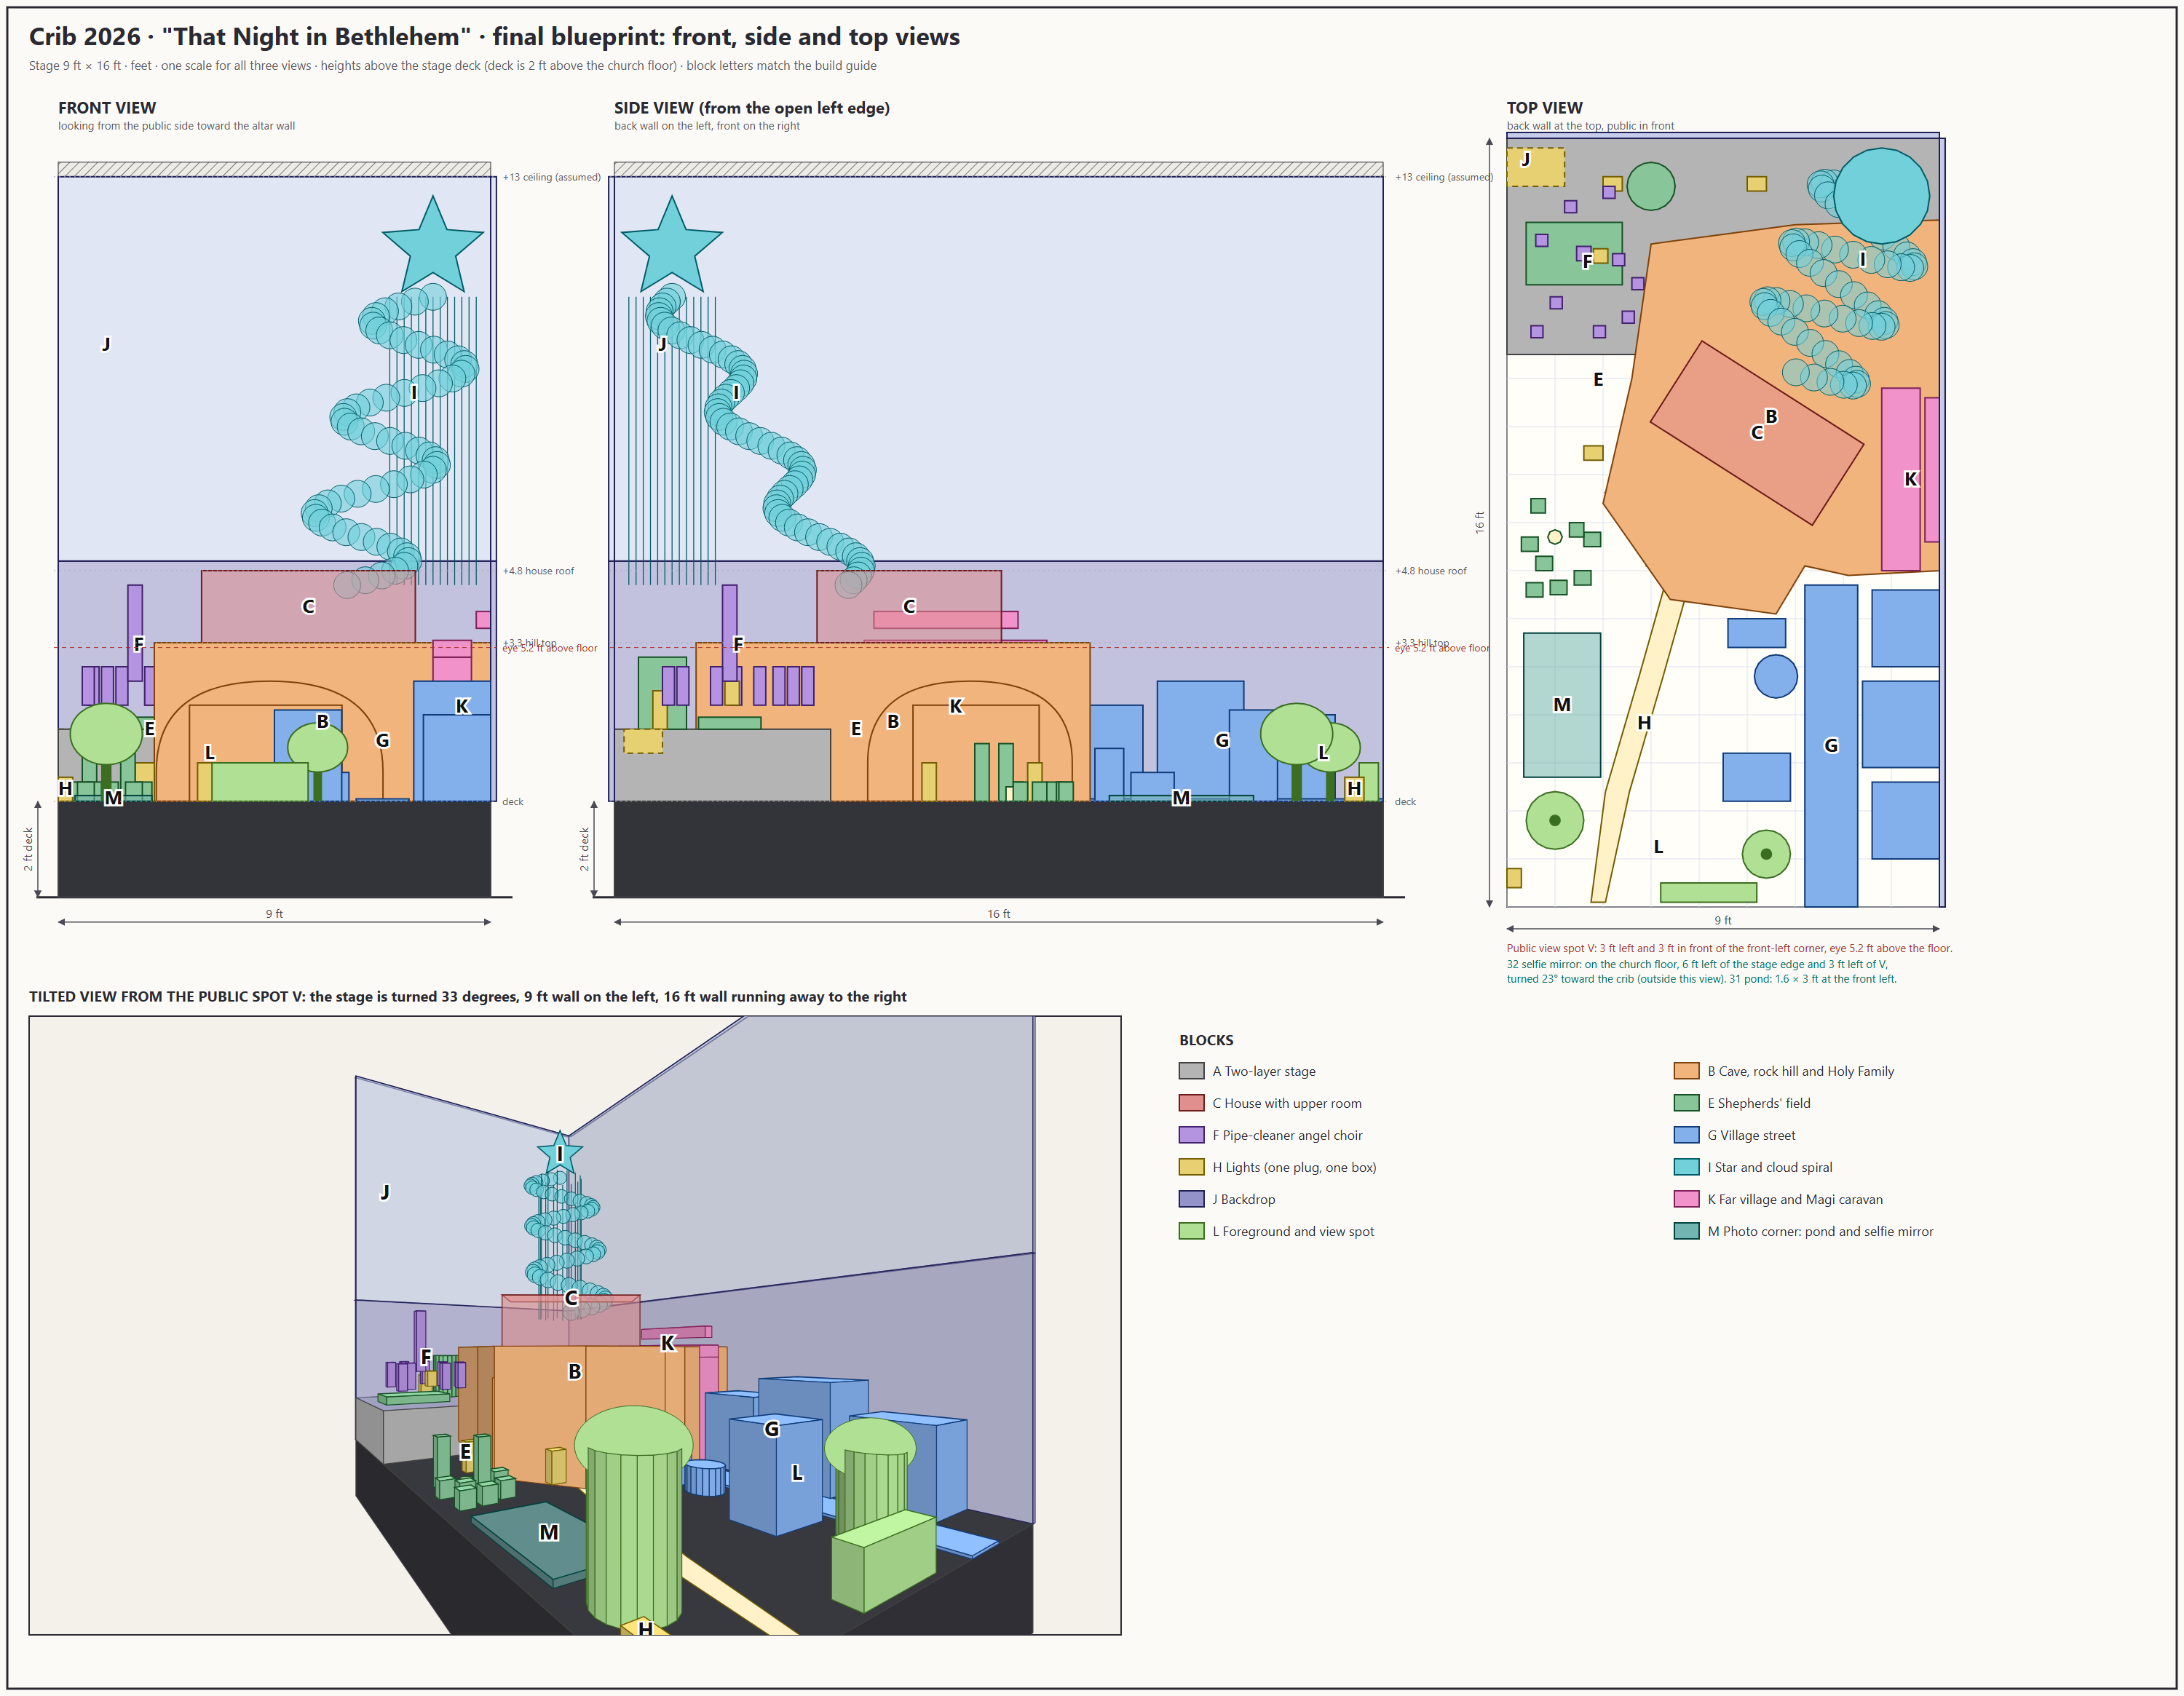 Crib 2026 · "That Night in Bethlehem" · final blueprint: front, side and top views
Stage 9 ft × 16 ft · feet · one scale for all three views · heights above the stage deck (deck is 2 ft above the church floor) · block letters match the build guide
FRONT VIEW
looking from the public side toward the altar wall
+13 ceiling (assumed)
J
I
+4.8 house roof
C
F
+3.3 hill top
eye 5.2 ft above floor
K
B
E
G
L
H
M
deck
2 ft deck
9 ft
SIDE VIEW (from the open left edge)
back wall on the left, front on the right
+13 ceiling (assumed)
J
I
+4.8 house roof
C
F
+3.3 hill top
eye 5.2 ft above floor
K
E
B
G
L
H
M
deck
2 ft deck
16 ft
TOP VIEW
back wall at the top, public in front
J
F
I
E
B
C
K
16 ft
M
H
G
L
9 ft
Public view spot V: 3 ft left and 3 ft in front of the front-left corner, eye 5.2 ft above the floor.
32 selfie mirror: on the church floor, 6 ft left of the stage edge and 3 ft left of V,
turned 23° toward the crib (outside this view). 31 pond: 1.6 × 3 ft at the front left.
TILTED VIEW FROM THE PUBLIC SPOT V: the stage is turned 33 degrees, 9 ft wall on the left, 16 ft wall running away to the right
I
J
C
K
F
B
G
E
L
M
H
BLOCKS
A Two-layer stage
B Cave, rock hill and Holy Family
C House with upper room
E Shepherds' field
F Pipe-cleaner angel choir
G Village street
H Lights (one plug, one box)
I Star and cloud spiral
J Backdrop
K Far village and Magi caravan
L Foreground and view spot
M Photo corner: pond and selfie mirror